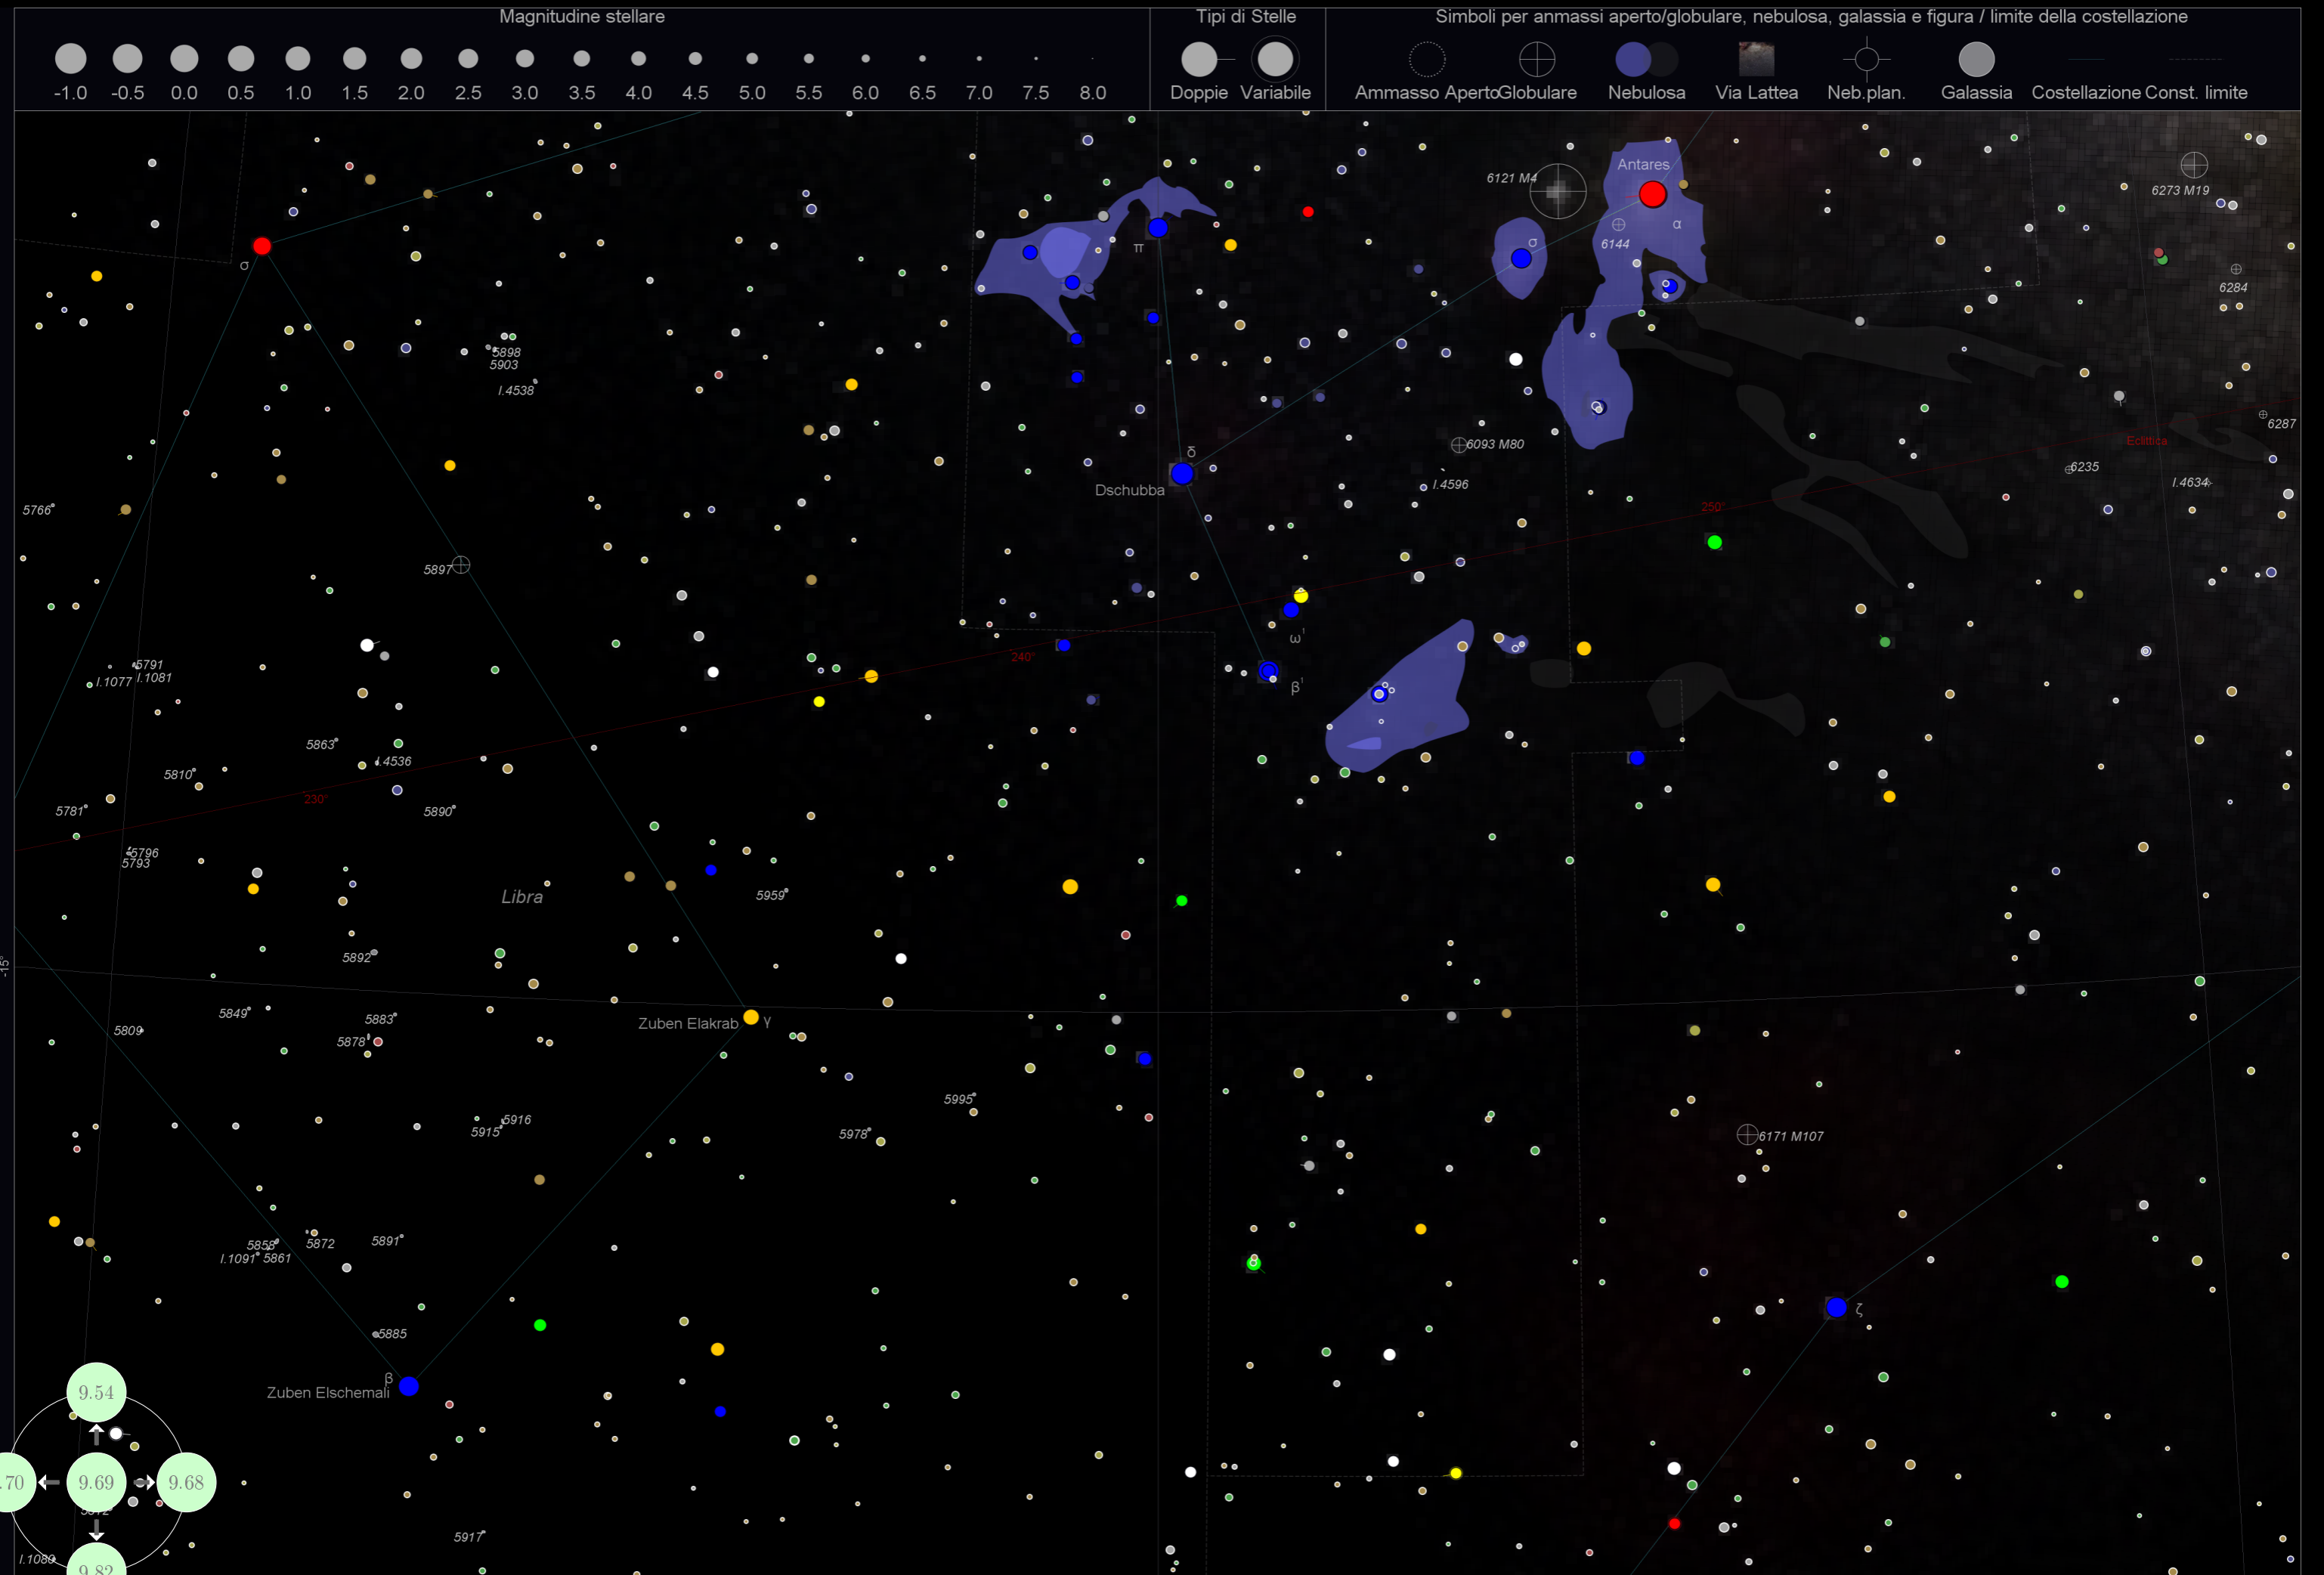 Magnitudine stellare
Tipi di Stelle
Simboli per anmassi aperto/globulare, nebulosa, galassia e figura / limite della costellazione
-1.0 -0.5 0.0 0.5 1.0 1.5 2.0 2.5 3.0 3.5 4.0 4.5 5.0 5.5 6.0 6.5 7.0 7.5 8.0
Doppie Variabile
Ammasso Aperto Globulare Nebulosa Via Lattea Neb.plan. Galassia Costellazione Const. limite
Antares
6121 M4
6273 M19
α
π
σ
6144
σ
6284
5898
5903
I.4538
6287
Eclittica
6093 M80
δ
6235
I.4596
I.4634
Dschubba
250°
5766
5897
ω¹
240°
5791
I.1077
I.1081
β¹
5863
I.4536
5810
230°
5781
5890
5796
5793
5959
Libra
5892
-15°
5849
5883
Zuben Elakrab γ
5809
5878
5995
5916
5915
5978
6171 M107
5858
5872
5891
I.1091
5861
ζ
5885
β
Zuben Elschemali
9.54
.70
9.69
9.68
5917
I.1080
9.82